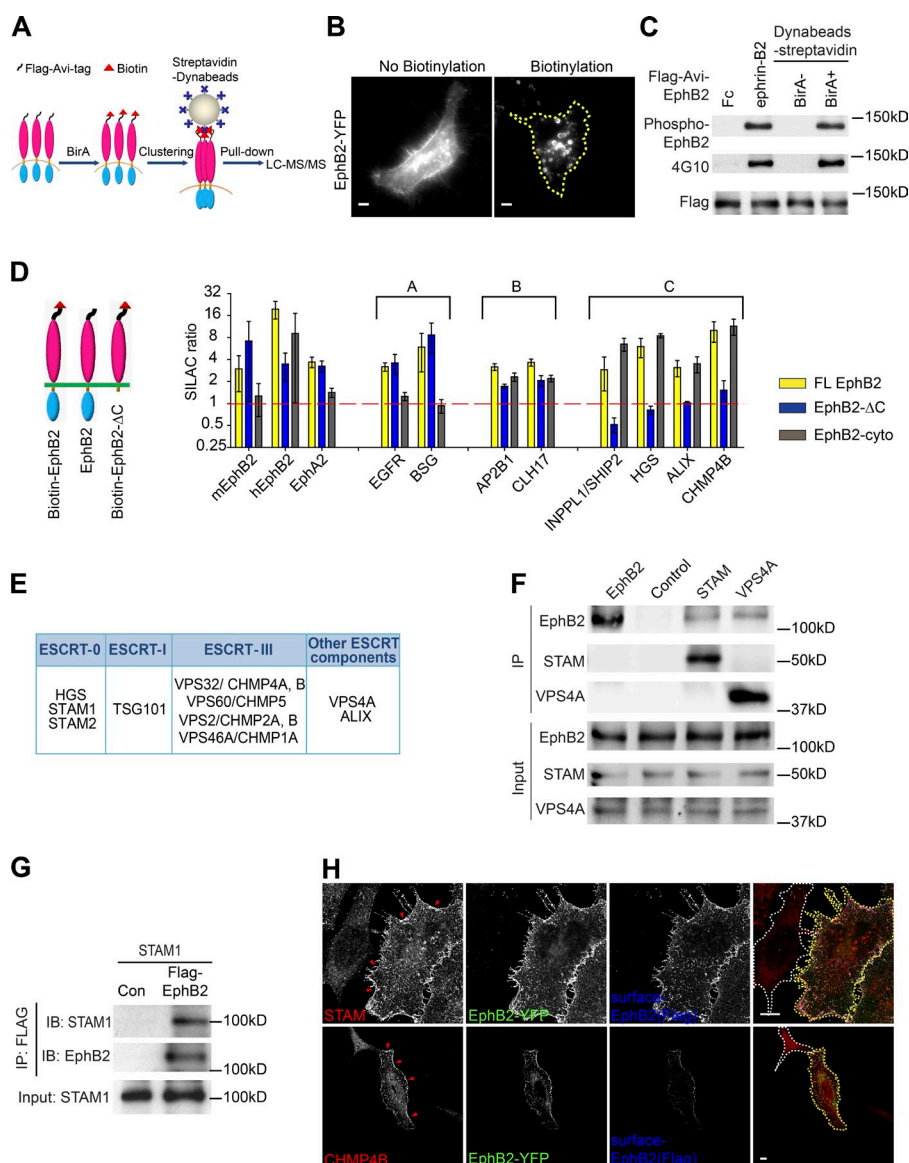 A
Flag-Avi-tag
Biotin
Streptavidin
-Dynabeads
BirA
Clustering
Pull-down
LC-MS/MS
B
No Biotinylation
Biotinylation
EphB2-YFP
C
Dynabeads
-streptavidin
Flag-Avi-
EphB2
Fc
ephrin-B2
BirA-
BirA+
Phospho-
EphB2
150kD
4G10
150kD
Flag
150kD
D
Biotin-EphB2
EphB2
Biotin-EphB2-ΔC
SILAC ratio
32
16
8
4
2
1
0.5
0.25
A
B
C
mEphB2
hEphB2
EphA2
EGFR
BSG
AP2B1
CLH17
INPPL1/SHIP2
HGS
ALIX
CHMP4B
FL EphB2
EphB2-ΔC
EphB2-cyto
E
ESCRT-0
ESCRT-I
ESCRT-III
Other ESCRT
components
HGS
STAM1
STAM2
TSG101
VPS32/ CHMP4A, B
VPS60/CHMP5
VPS2/CHMP2A, B
VPS46A/CHMP1A
VPS4A
ALIX
F
EphB2
Control
STAM
VPS4A
IP
EphB2
100kD
STAM
50kD
VPS4A
37kD
Input
EphB2
100kD
STAM
50kD
VPS4A
37kD
G
STAM1
Con
Flag-
EphB2
IP: FLAG
IB: STAM1
100kD
IB: EphB2
100kD
Input: STAM1
100kD
H
STAM
EphB2-YFP
surface-
EphB2(Flag)
CHMP4B
EphB2-YFP
surface-
EphB2(Flag)